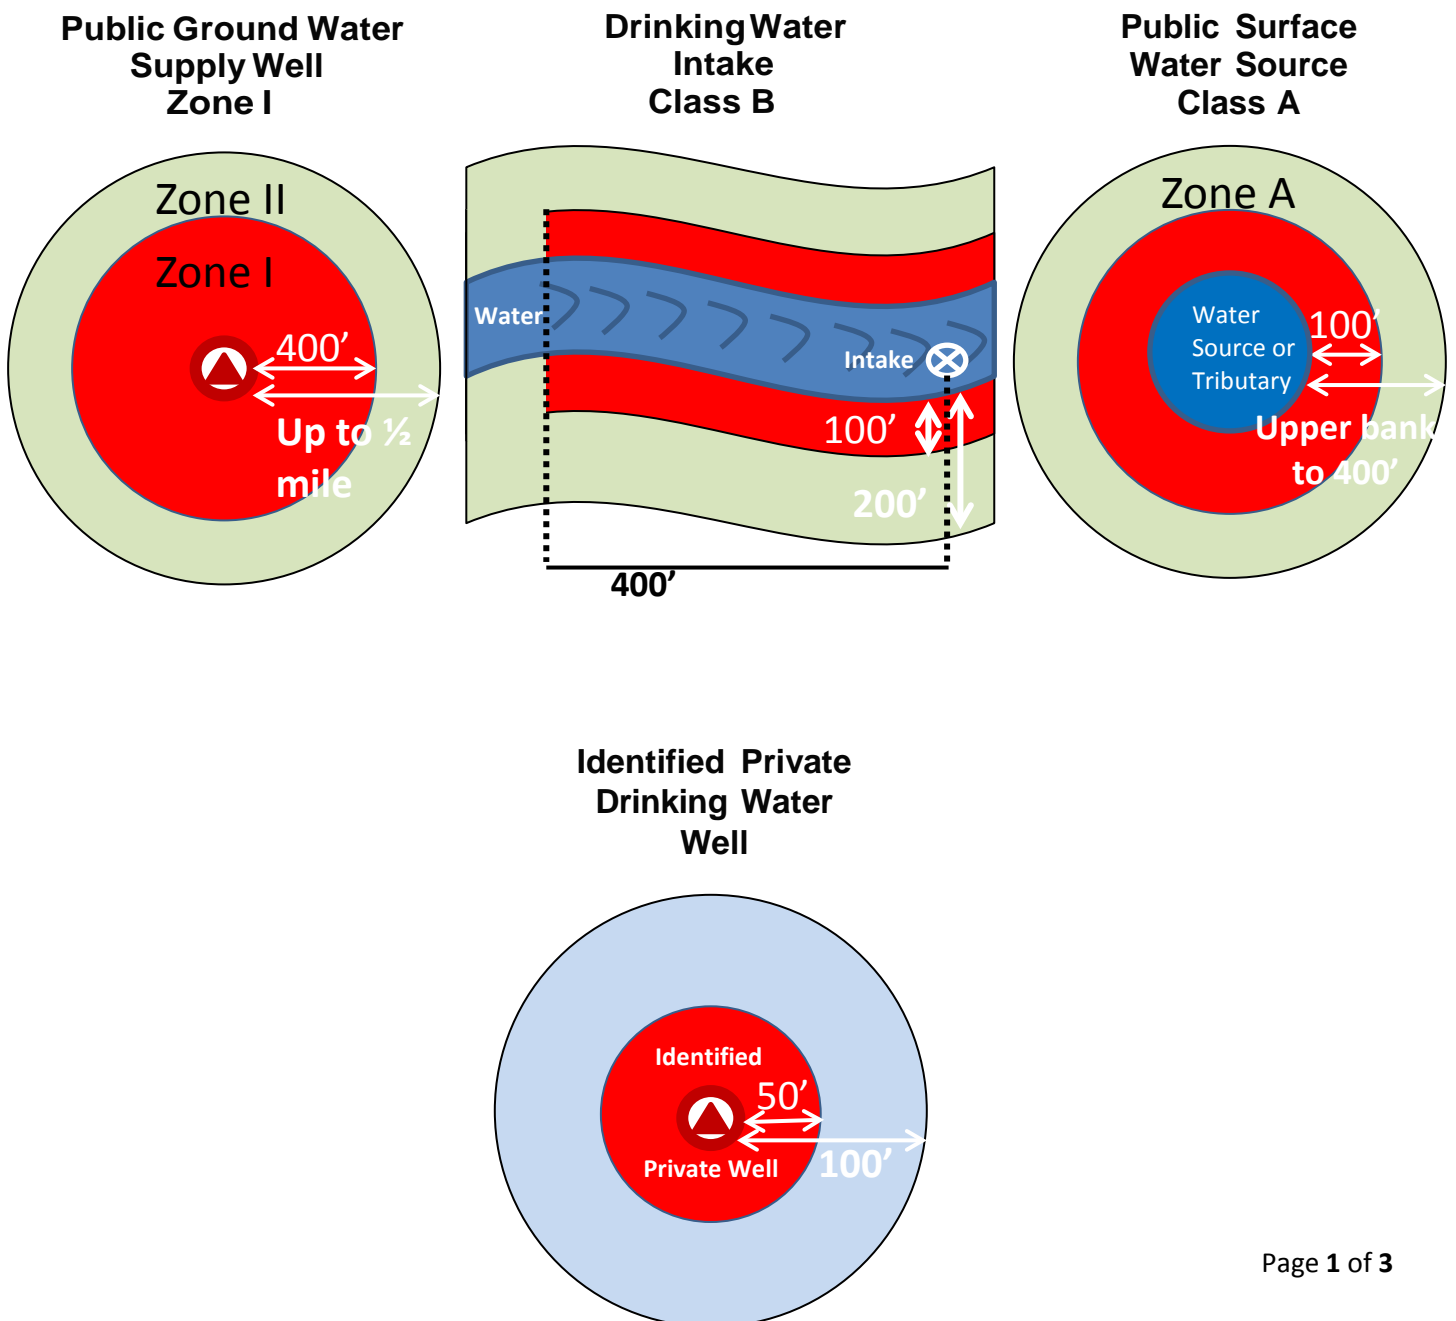 Public Ground Water
Supply Well
Zone I
Zone II
Zone I
400’
Up to ½
mile
Drinking Water
Intake
Class B
Water
Intake
100’
200’
400’
Public Surface
Water Source
Class A
Zone A
Water
Source or
Tributary
100’
Upper bank
to 400’
Identified Private
Drinking Water
Well
Identified
50’
100’
Private Well
Page 1 of 3